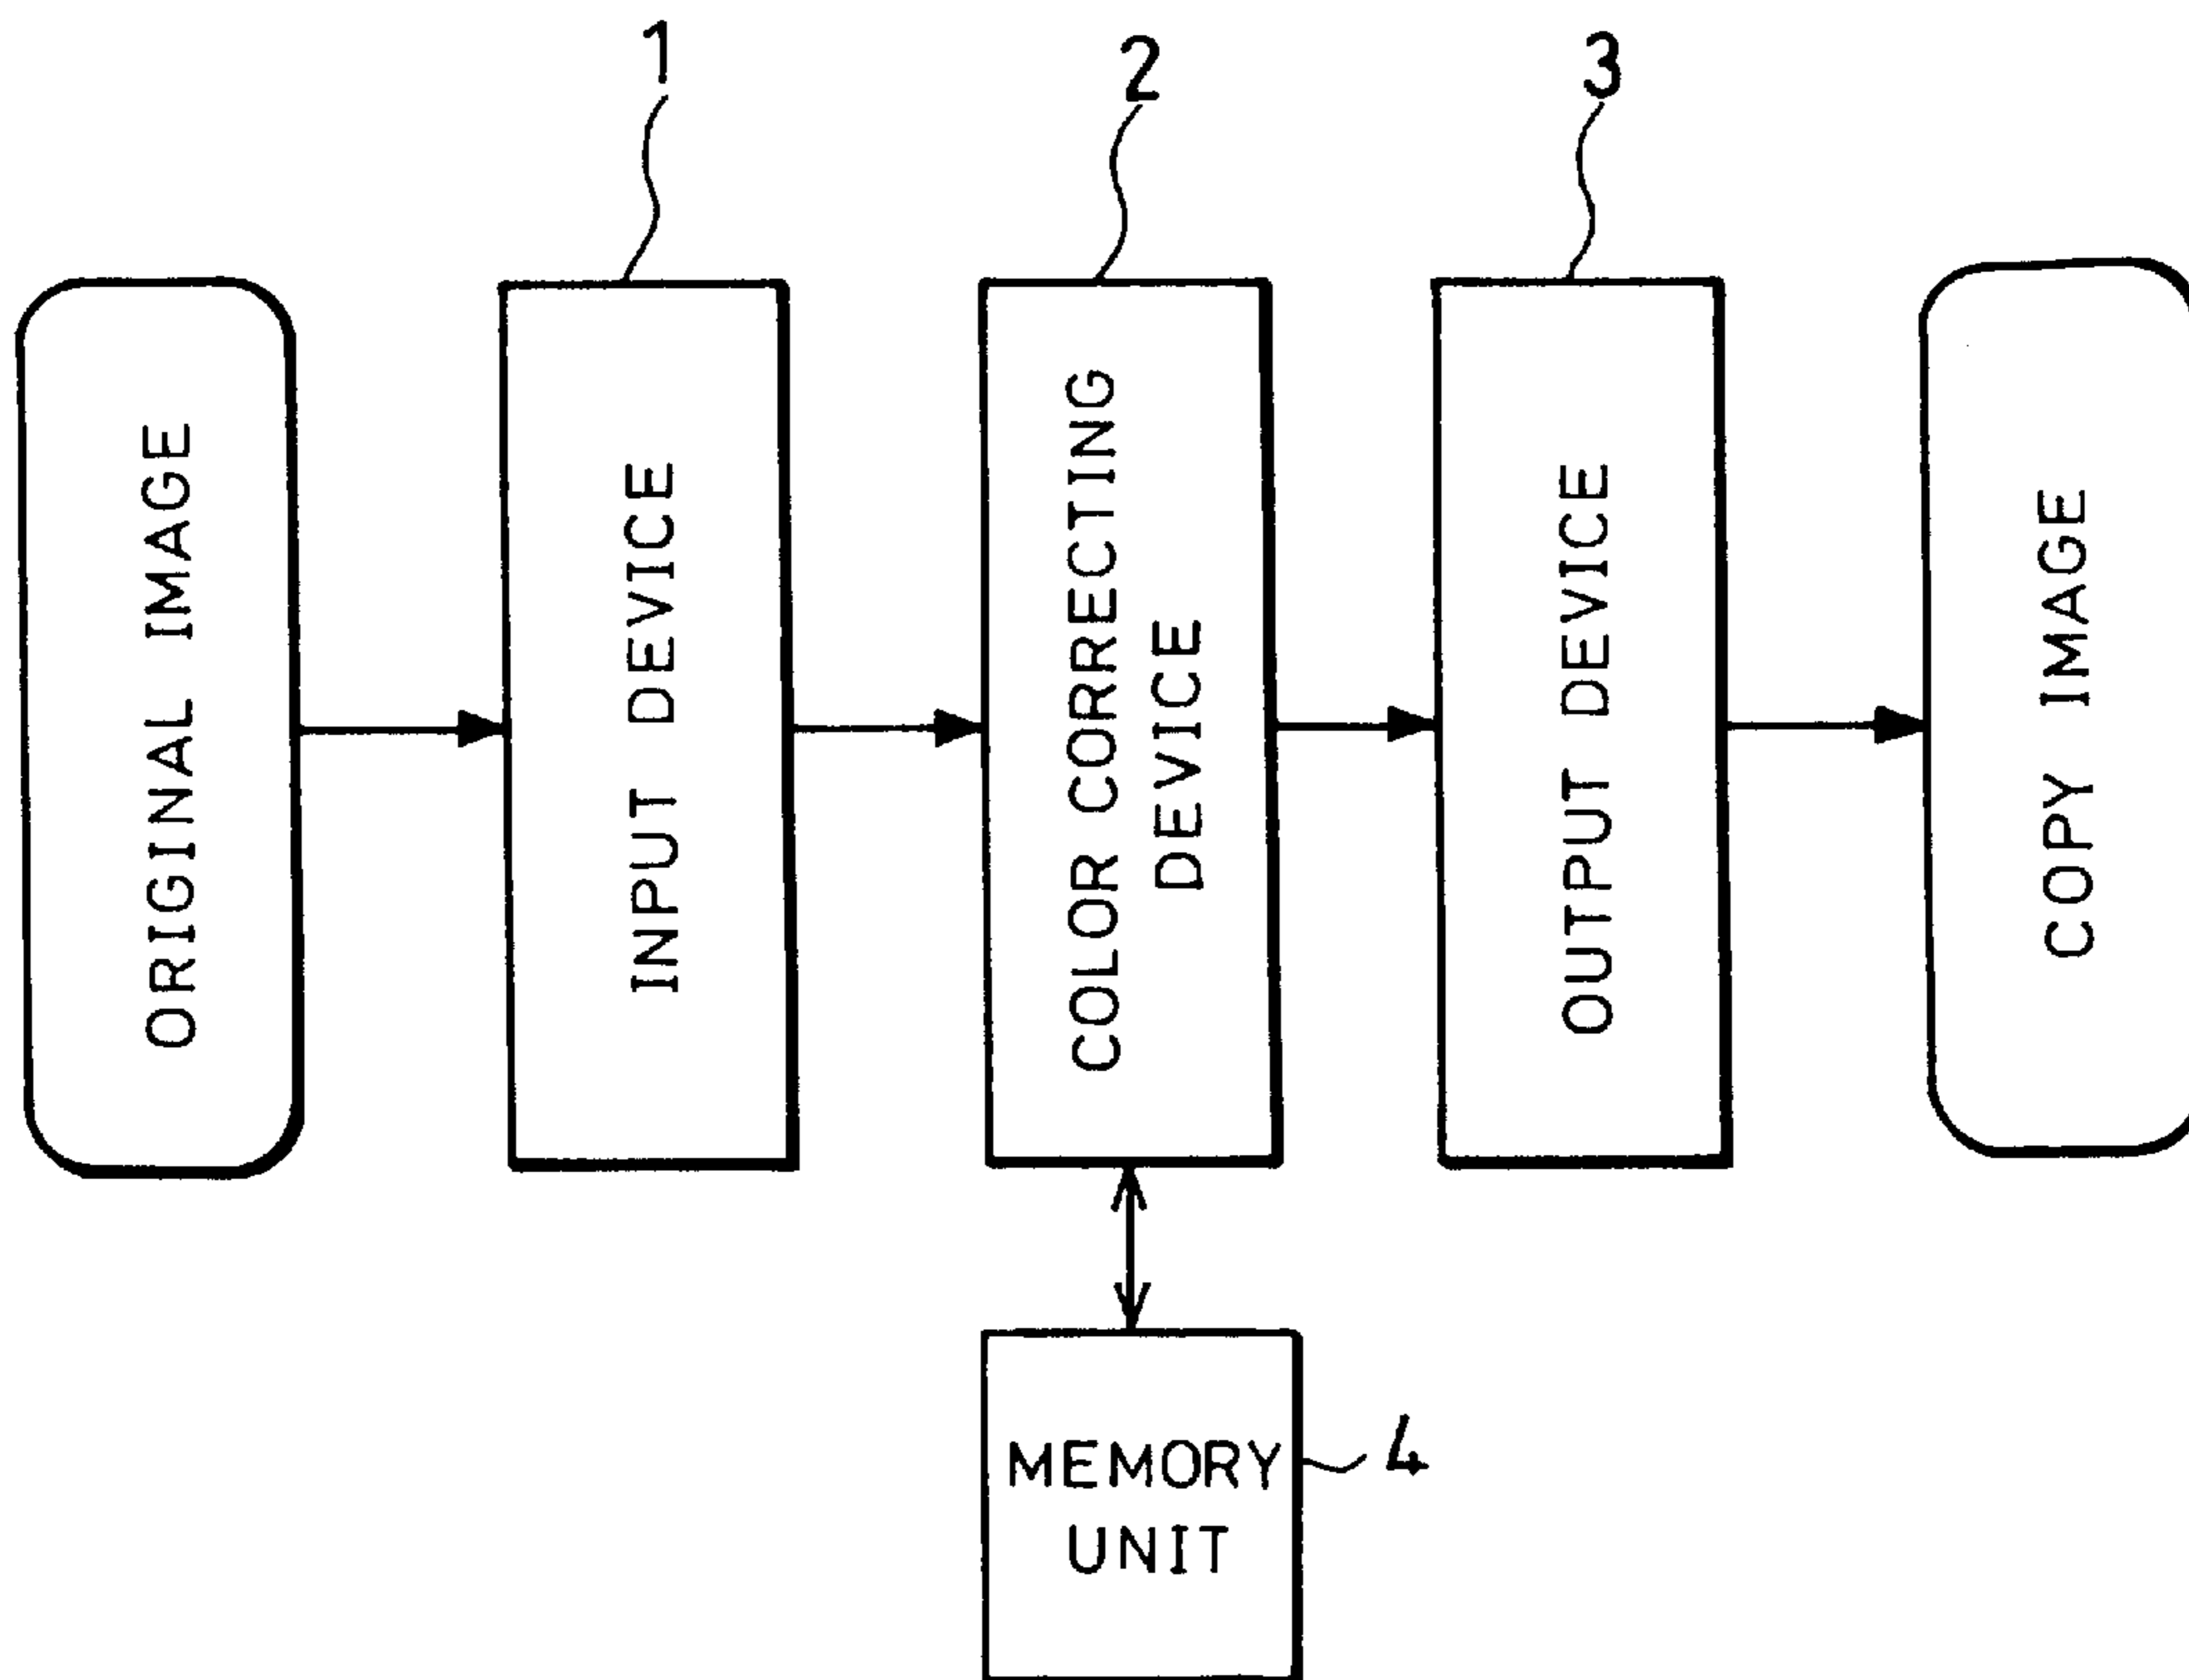 1
2
3
ORIGINAL IMAGE
INPUT DEVICE
COLOR CORRECTING
DEVICE
OUTPUT DEVICE
COPY IMAGE
MEMORY
UNIT
4